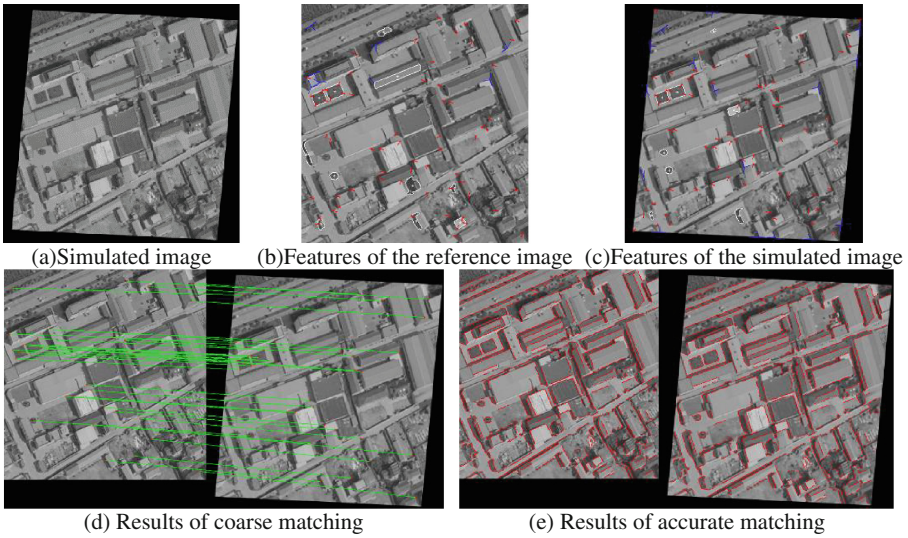 (a)Simulated image
(b)Features of the reference image
(c)Features of the simulated image
(d) Results of coarse matching
(e) Results of accurate matching